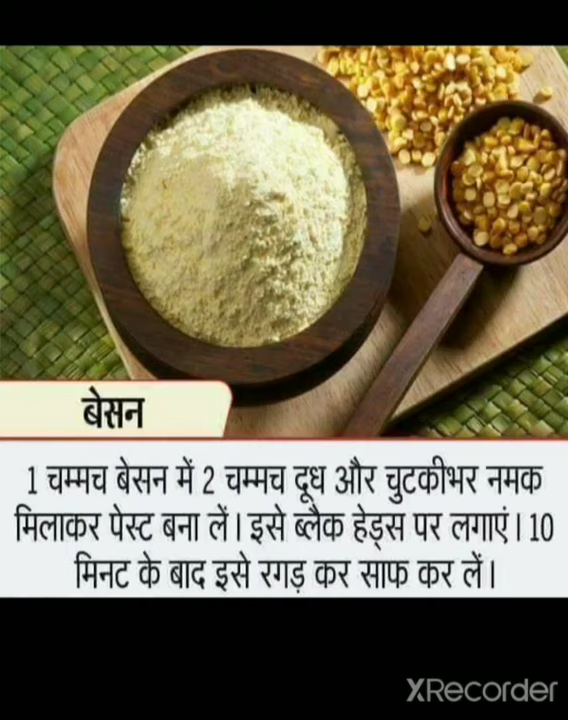 बेसन
1 चम्मच बेसन में 2 चम्मच दूध और चुटकीभर नमक
मिलाकर पेस्ट बना लें। इसे ब्लैक हेड्स पर लगाएं। 10
मिनट के बाद इसे रगड़ कर साफ कर लें।
XRecorder